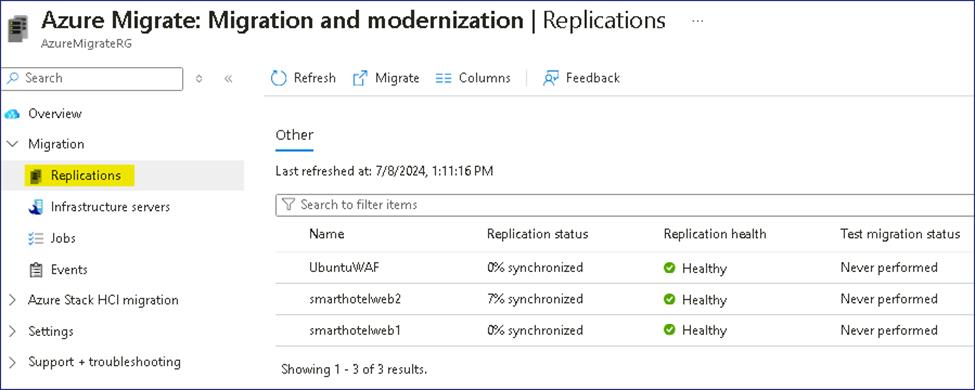 Azure Migrate: Migration and modernization | Replications ...
AzureMigrateRG
Search
Refresh Migrate Columns Feedback
Overview
Migration
Replications
Infrastructure servers
Jobs
Events
Azure Stack HCI migration
Settings
Support + troubleshooting
Other
Last refreshed at: 7/8/2024, 1:11:16 PM
Search to filter items
Name Replication status Replication health Test migration status
UbuntuWAF 0% synchronized Healthy Never performed
smarthotelweb2 7% synchronized Healthy Never performed
smarthotelweb1 0% synchronized Healthy Never performed
Showing 1 - 3 of 3 results.